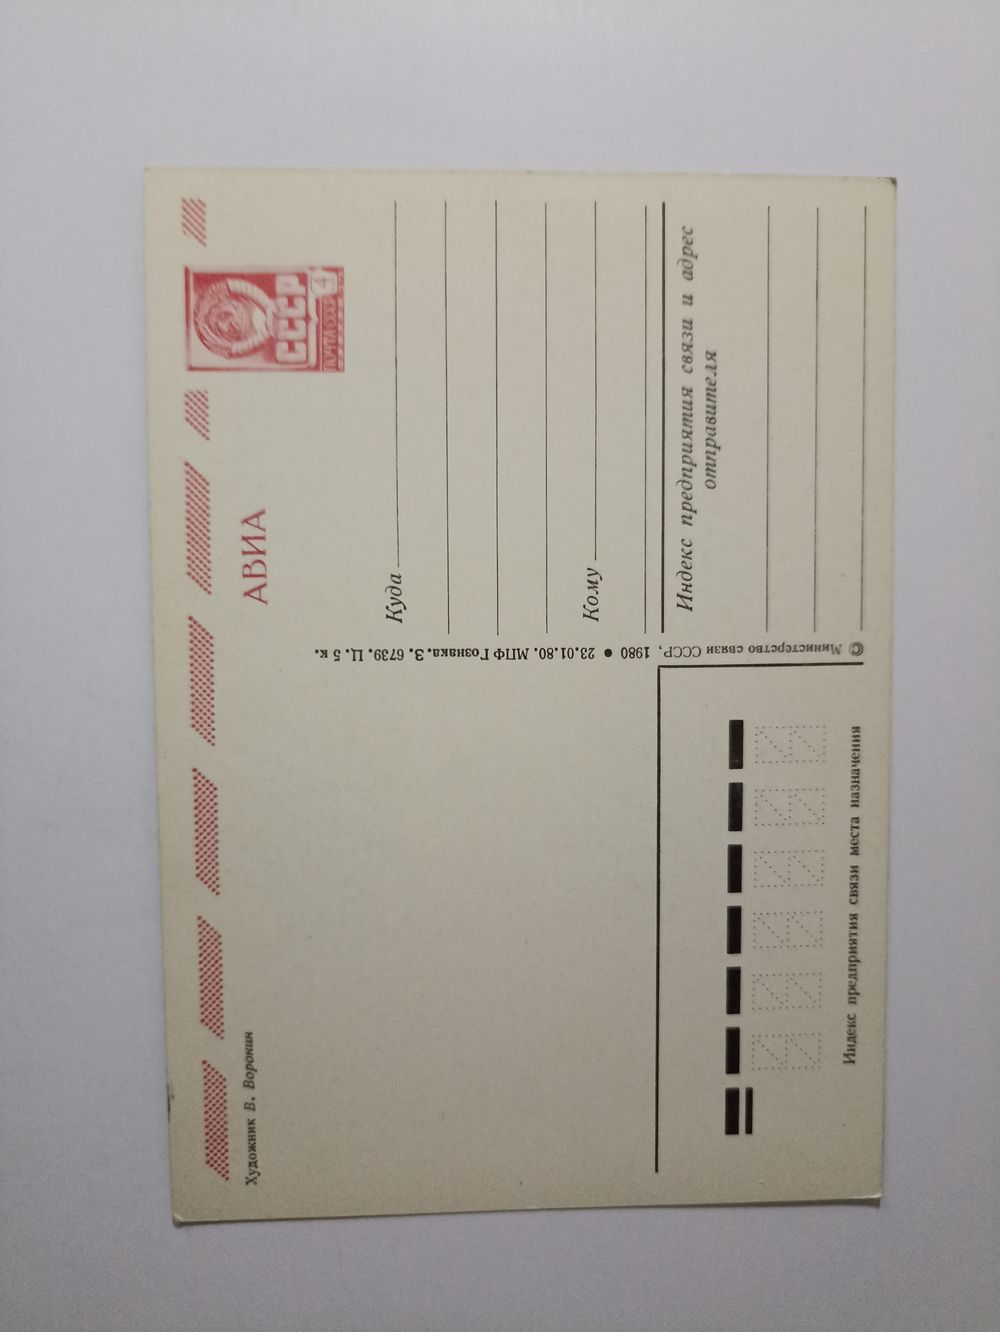 Художник В. Воронин
АВИА
СССР
4
ПОЧТА СССР
Куда
Кому
Индекс предприятия связи и адрес
отправителя
© Министерство связи СССР, 1980 ● 23.01.80. МПФ Гознака. З. 6739. Ц. 5 к.
Индекс предприятия связи места назначения